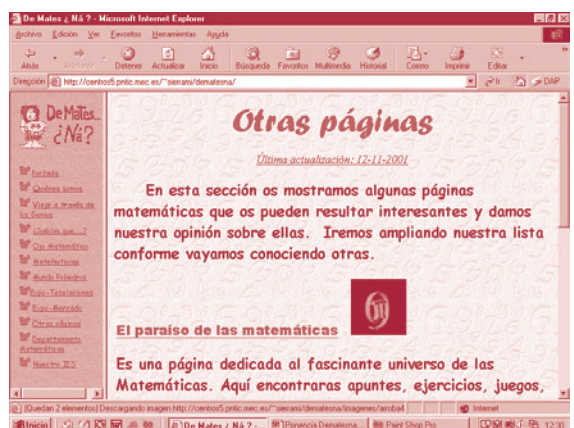 De Mates ¿ Ná ? - Microsoft Internet Explorer
Archivo Edición Ver Favoritos Herramientas Ayuda
Atrás Adelante Detener Actualizar Inicio Búsqueda Favoritos Multimedia Historial Correo Imprimir Editar
Dirección http://centros5.pntic.mec.es/~sierrami/dematesna/ Ir DAP
De Mates...
¿Ná?
Portada
Quiénes somos
Viaje a través de
los Genios
¿Sabías que...?
Ojo Matemático
MateNoticias
Mundo Poliedros
Expo-Teselaciones
Expo-Mercado
Otras páginas
Departamento
Matemáticas
Nuestro IES
Otras páginas
Última actualización: 12-11-2001
En esta sección os mostramos algunas páginas
matemáticas que os pueden resultar interesantes y damos
nuestra opinión sobre ellas. Iremos ampliando nuestra lista
conforme vayamos conociendo otras.
El paraíso de las matemáticas
Es una página dedicada al fascinante universo de las
Matemáticas. Aquí encontraras apuntes, ejercicios, juegos,
(Quedan 2 elementos) Descargando imagen http://centros5.pntic.mec.es/~sierrami/dematesna/imagenes/arroba4 Internet
Inicio De Mates ¿ Ná ? - Ponencia Dematesna Paint Shop Pro 12:30